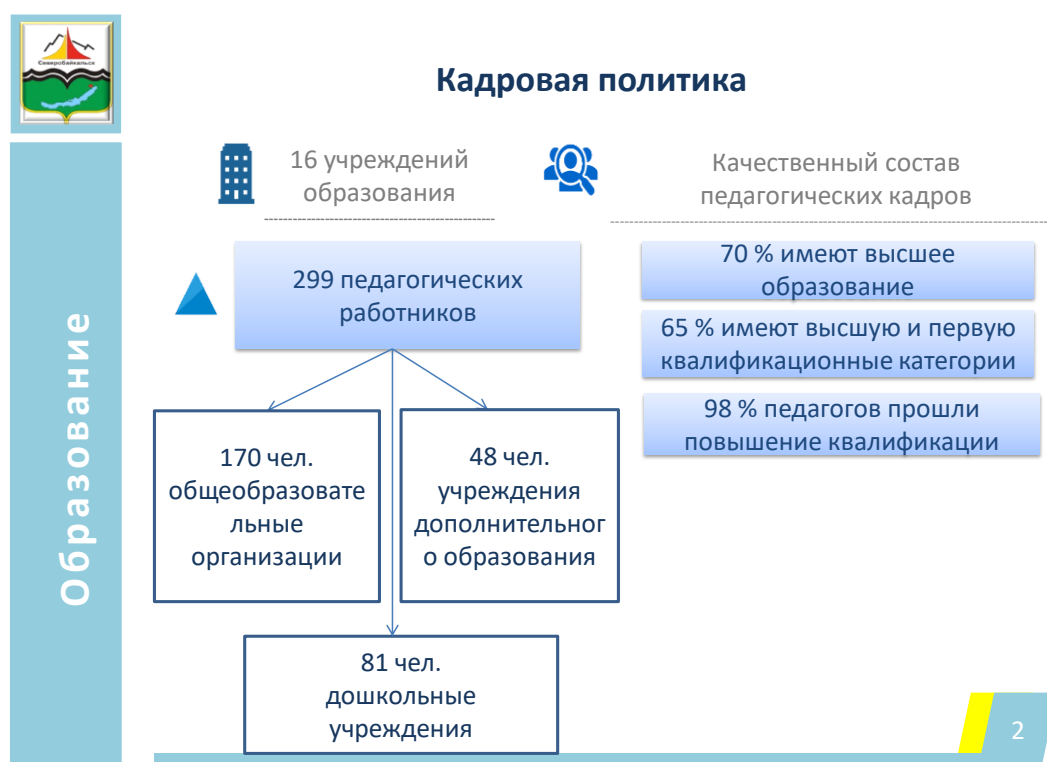 Северобайкальск
Кадровая политика
16 учреждений
образования
Качественный состав
педагогических кадров
299 педагогических
работников
70 % имеют высшее
образование
65 % имеют высшую и первую
квалификационные категории
98 % педагогов прошли
повышение квалификации
170 чел.
общеобразовате
льные
организации
48 чел.
учреждения
дополнительног
о образования
81 чел.
дошкольные
учреждения
Образование
2